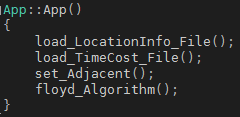 App::App()
{
    load_LocationInfo_File();
    load_TimeCost_File();
    set_Adjacent();
    floyd_Algorithm();
}